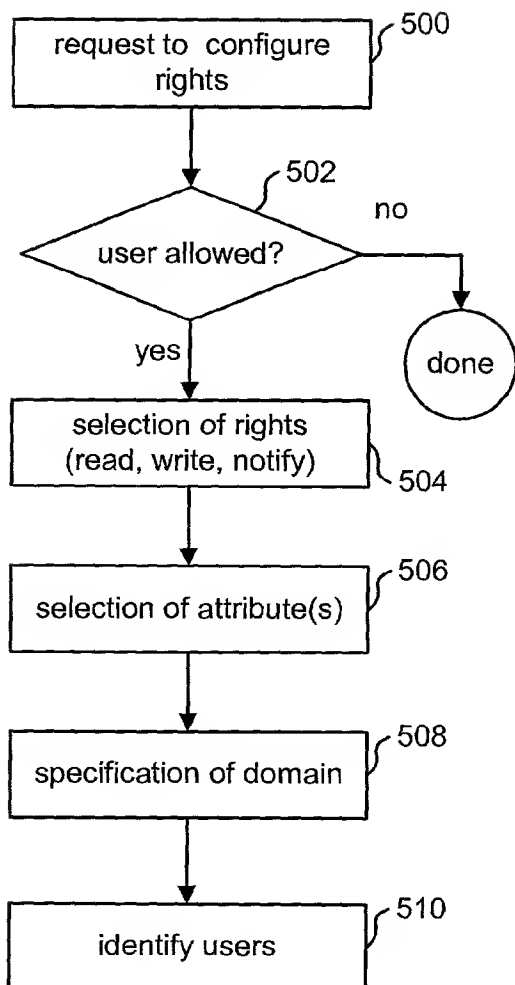 request to configure
rights
500
502
no
user allowed?
yes
done
selection of rights
(read, write, notify)
504
506
selection of attribute(s)
508
specification of domain
510
identify users